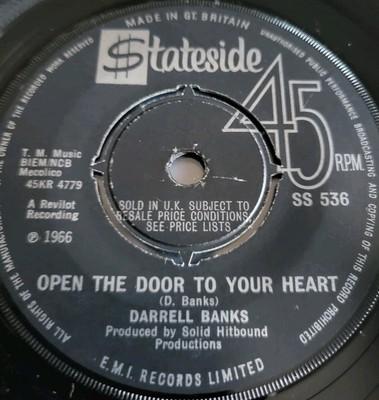 MADE IN GT. BRITAIN
UNAUTHORISED PUBLIC PERFORMANCE BROADCASTING AND COPYING OF THIS RECORD PROHIBITED
ALL RIGHTS OF THE MANUFACTURER AND OF THE OWNER OF THE RECORDED WORK RESERVED
$tateside
45
R.P.M.
T. M. Music
BIEM/NCB
Mecolico
45KR 4779
SS 536
A Revilot
Recording
℗ 1966
SOLD IN U.K. SUBJECT TO
RESALE PRICE CONDITIONS,
SEE PRICE LISTS
OPEN THE DOOR TO YOUR HEART
(D. Banks)
DARRELL BANKS
Produced by Solid Hitbound
Productions
E.M.I. RECORDS LIMITED